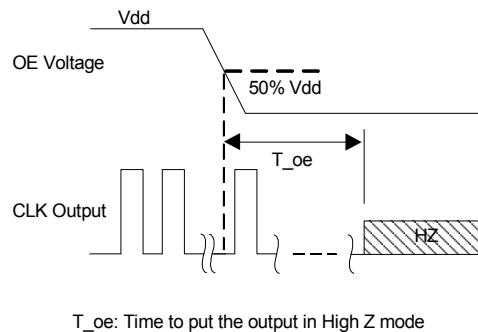 Vdd
OE Voltage
50% Vdd
T_oe
CLK Output
HZ
T_oe: Time to put the output in High Z mode